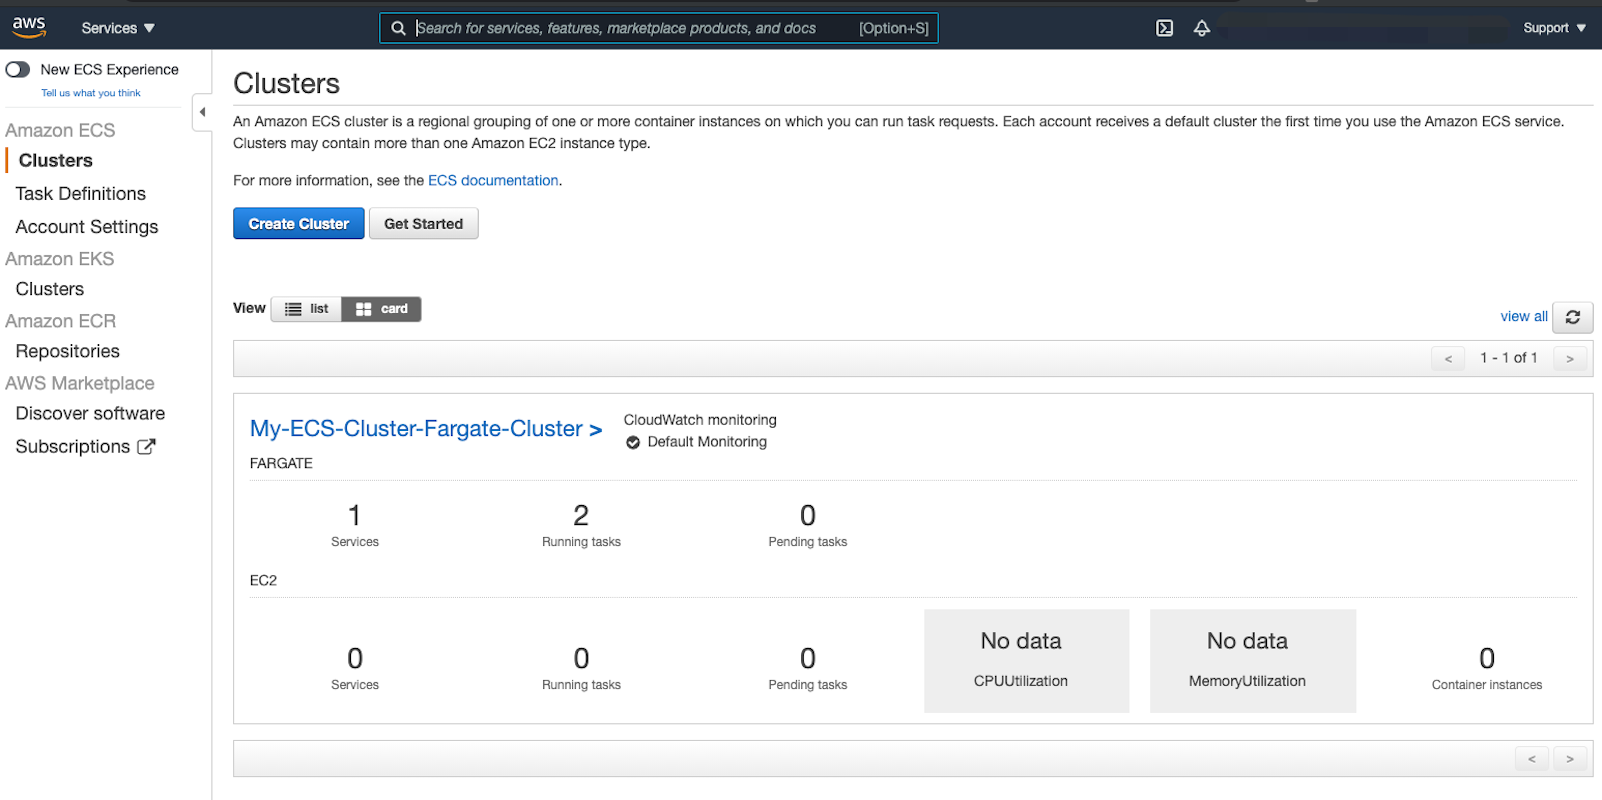 aws Services Search for services, features, marketplace products, and docs [Option+S] Support
New ECS Experience
Tell us what you think
Amazon ECS
Clusters
Task Definitions
Account Settings
Amazon EKS
Clusters
Amazon ECR
Repositories
AWS Marketplace
Discover software
Subscriptions
Clusters
An Amazon ECS cluster is a regional grouping of one or more container instances on which you can run task requests. Each account receives a default cluster the first time you use the Amazon ECS service.
Clusters may contain more than one Amazon EC2 instance type.
For more information, see the ECS documentation.
Create Cluster Get Started
View list card
view all
< 1 - 1 of 1 >
My-ECS-Cluster-Fargate-Cluster >
CloudWatch monitoring
Default Monitoring
FARGATE
1 2 0
Services Running tasks Pending tasks
EC2
0 0 0 No data No data 0
Services Running tasks Pending tasks CPUUtilization MemoryUtilization Container instances
< >